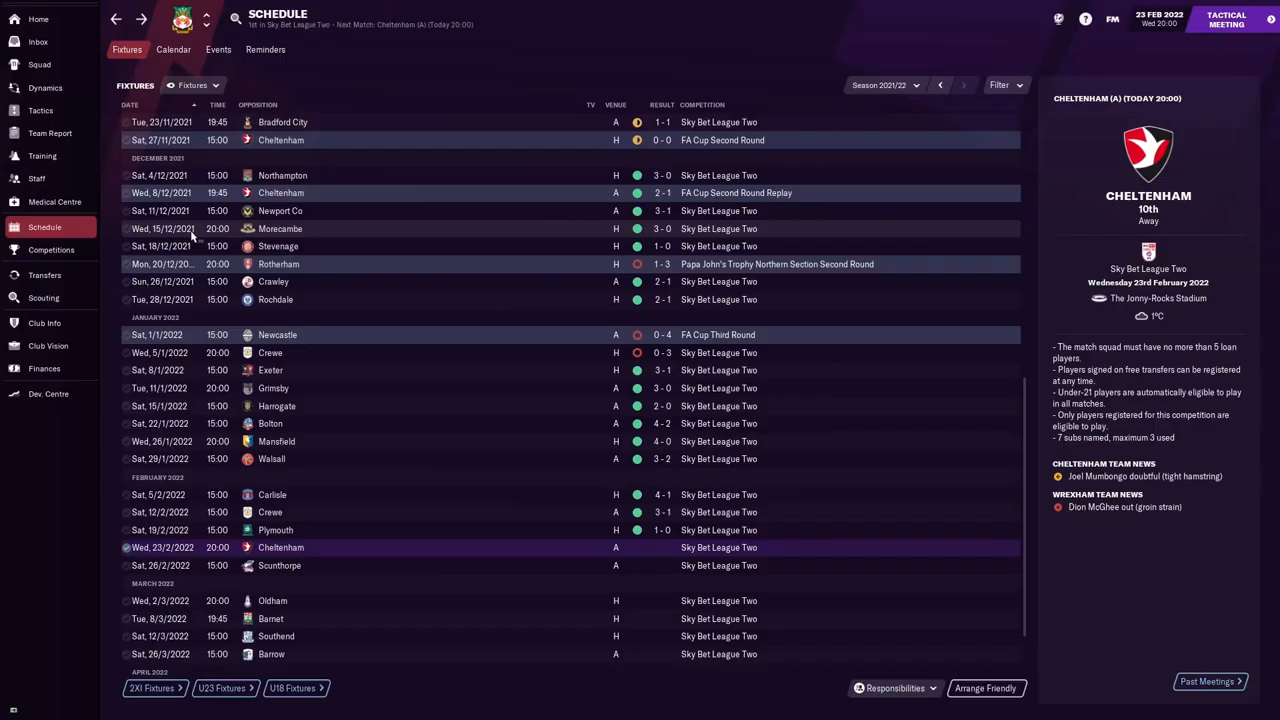 Home
Inbox
Squad
Dynamics
Tactics
Team Report
Training
Staff
Medical Centre
Schedule
Competitions
Transfers
Scouting
Club Info
Club Vision
Finances
Dev. Centre
SCHEDULE
1st in Sky Bet League Two - Next Match: Cheltenham (A) (Today 20:00)
FM
23 FEB 2022
Wed 20:00
TACTICAL MEETING
Fixtures Calendar Events Reminders
FIXTURES Fixtures Season 2021/22 Filter
DATE TIME OPPOSITION TV VENUE RESULT COMPETITION
Tue, 23/11/2021 19:45 Bradford City A 1 - 1 Sky Bet League Two
Sat, 27/11/2021 15:00 Cheltenham H 0 - 0 FA Cup Second Round
DECEMBER 2021
Sat, 4/12/2021 15:00 Northampton H 3 - 0 Sky Bet League Two
Wed, 8/12/2021 19:45 Cheltenham A 2 - 1 FA Cup Second Round Replay
Sat, 11/12/2021 15:00 Newport Co A 3 - 1 Sky Bet League Two
Wed, 15/12/2021 20:00 Morecambe H 3 - 0 Sky Bet League Two
Sat, 18/12/2021 15:00 Stevenage H 1 - 0 Sky Bet League Two
Mon, 20/12/20... 20:00 Rotherham H 1 - 3 Papa John's Trophy Northern Section Second Round
Sun, 26/12/2021 15:00 Crawley A 2 - 1 Sky Bet League Two
Tue, 28/12/2021 15:00 Rochdale H 2 - 1 Sky Bet League Two
JANUARY 2022
Sat, 1/1/2022 15:00 Newcastle A 0 - 4 FA Cup Third Round
Wed, 5/1/2022 20:00 Crewe H 0 - 3 Sky Bet League Two
Sat, 8/1/2022 15:00 Exeter H 3 - 1 Sky Bet League Two
Tue, 11/1/2022 20:00 Grimsby A 3 - 0 Sky Bet League Two
Sat, 15/1/2022 15:00 Harrogate A 2 - 0 Sky Bet League Two
Sat, 22/1/2022 15:00 Bolton A 4 - 2 Sky Bet League Two
Wed, 26/1/2022 20:00 Mansfield H 4 - 0 Sky Bet League Two
Sat, 29/1/2022 15:00 Walsall A 3 - 2 Sky Bet League Two
FEBRUARY 2022
Sat, 5/2/2022 15:00 Carlisle H 4 - 1 Sky Bet League Two
Sat, 12/2/2022 15:00 Crewe A 3 - 1 Sky Bet League Two
Sat, 19/2/2022 15:00 Plymouth H 1 - 0 Sky Bet League Two
Wed, 23/2/2022 20:00 Cheltenham A Sky Bet League Two
Sat, 26/2/2022 15:00 Scunthorpe A Sky Bet League Two
MARCH 2022
Wed, 2/3/2022 20:00 Oldham H Sky Bet League Two
Tue, 8/3/2022 19:45 Barnet H Sky Bet League Two
Sat, 12/3/2022 15:00 Southend H Sky Bet League Two
Sat, 26/3/2022 15:00 Barrow A Sky Bet League Two
APRIL 2022
2XI Fixtures U23 Fixtures U18 Fixtures Responsibilities Arrange Friendly
CHELTENHAM (A) (TODAY 20:00)
CHELTENHAM
10th
Away
Sky Bet League Two
Wednesday 23rd February 2022
The Jonny-Rocks Stadium
1°C
- The match squad must have no more than 5 loan
players.
- Players signed on free transfers can be registered
at any time.
- Under-21 players are automatically eligible to play
in all matches.
- Only players registered for this competition are
eligible to play.
- 7 subs named, maximum 3 used
CHELTENHAM TEAM NEWS
Joel Mumbongo doubtful (tight hamstring)
WREXHAM TEAM NEWS
Dion McGhee out (groin strain)
Past Meetings